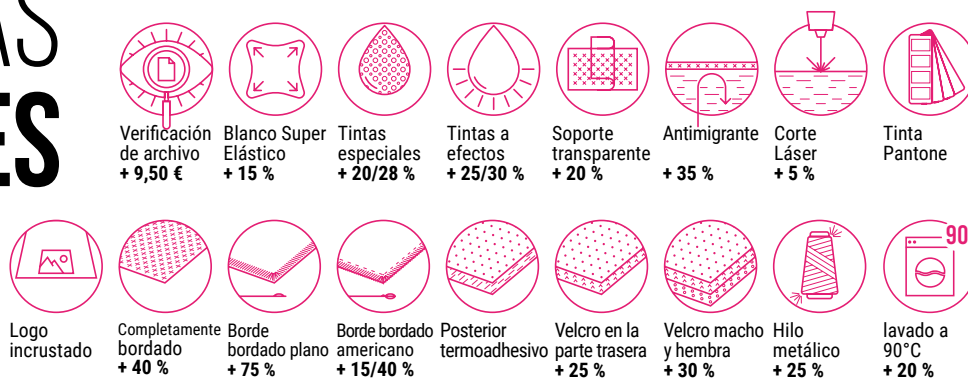 AS
ES
Verificación
de archivo
+ 9,50 €
Blanco Super
Elástico
+ 15 %
Tintas
especiales
+ 20/28 %
Tintas a
efectos
+ 25/30 %
Soporte
transparente
+ 20 %
Antimigrante
+ 35 %
Corte
Láser
+ 5 %
Tinta
Pantone
Logo
incrustado
Completamente
bordado
+ 40 %
Borde
bordado plano
+ 75 %
Borde bordado
americano
+ 15/40 %
Posterior
termoadhesivo
Velcro en la
parte trasera
+ 25 %
Velcro macho
y hembra
+ 30 %
Hilo
metálico
+ 25 %
90
lavado a
90°C
+ 20 %